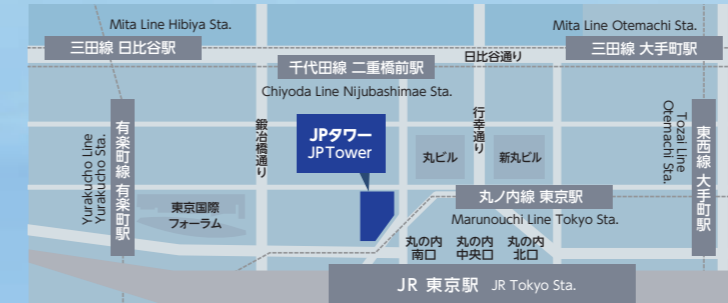 Mita Line Hibiya Sta.
三田線 日比谷駅
Mita Line Otemachi Sta.
三田線 大手町駅
日比谷通り
千代田線 二重橋前駅
Chiyoda Line Nijubashimae Sta.
Yurakucho Line
Yurakucho Sta.
有楽町線 有楽町駅
鍛冶橋通り
JPタワー
JP Tower
丸ビル
行幸通り
新丸ビル
Tozai Line
Otemachi Sta.
東西線 大手町駅
東京国際
フォーラム
丸ノ内線 東京駅
Marunouchi Line Tokyo Sta.
丸の内
南口
丸の内
中央口
丸の内
北口
JR 東京駅 JR Tokyo Sta.